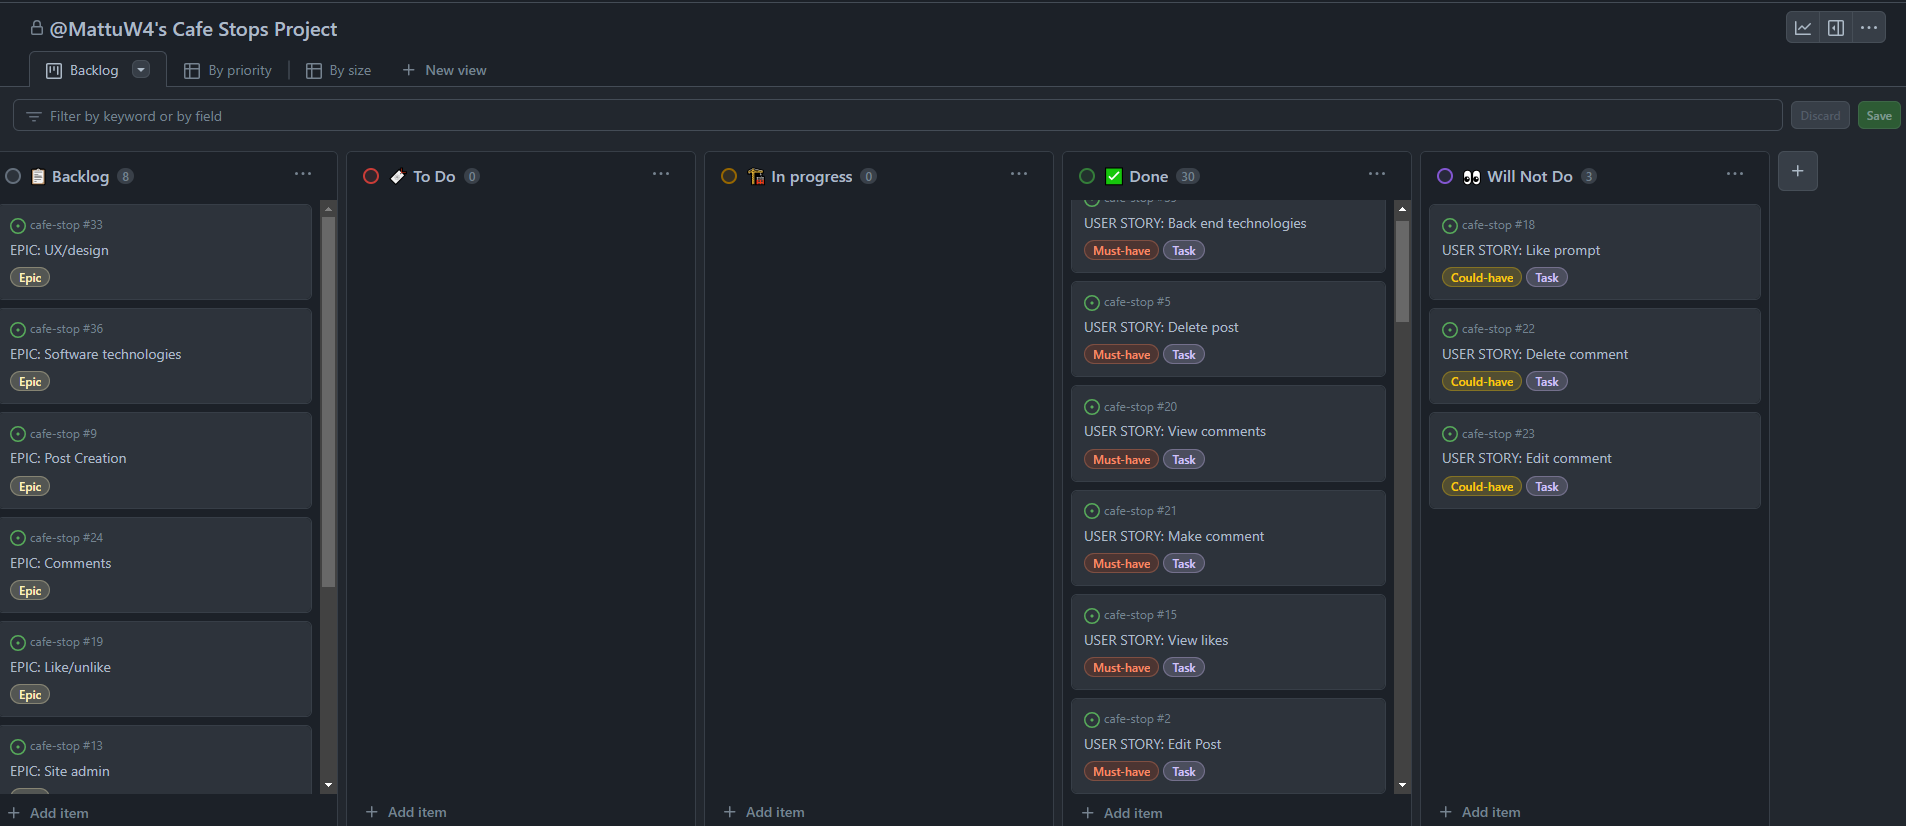 @MattuW4's Cafe Stops Project
Backlog
By priority
By size
New view
Filter by keyword or by field
Discard
Save
Backlog 8
cafe-stop #33
EPIC: UX/design
Epic
cafe-stop #36
EPIC: Software technologies
Epic
cafe-stop #9
EPIC: Post Creation
Epic
cafe-stop #24
EPIC: Comments
Epic
cafe-stop #19
EPIC: Like/unlike
Epic
cafe-stop #13
EPIC: Site admin
Add item
To Do 0
Add item
In progress 0
Add item
Done 30
USER STORY: Back end technologies
Must-have Task
cafe-stop #5
USER STORY: Delete post
Must-have Task
cafe-stop #20
USER STORY: View comments
Must-have Task
cafe-stop #21
USER STORY: Make comment
Must-have Task
cafe-stop #15
USER STORY: View likes
Must-have Task
cafe-stop #2
USER STORY: Edit Post
Must-have Task
Add item
Will Not Do 3
cafe-stop #18
USER STORY: Like prompt
Could-have Task
cafe-stop #22
USER STORY: Delete comment
Could-have Task
cafe-stop #23
USER STORY: Edit comment
Could-have Task
Add item